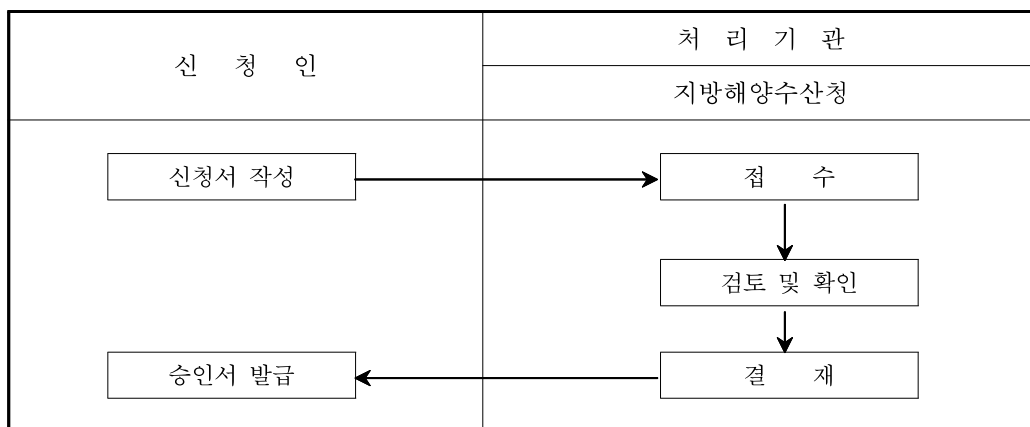 신 청 인
처 리 기 관
지방해양수산청
신청서 작성
접 수
검토 및 확인
승인서 발급
결 재